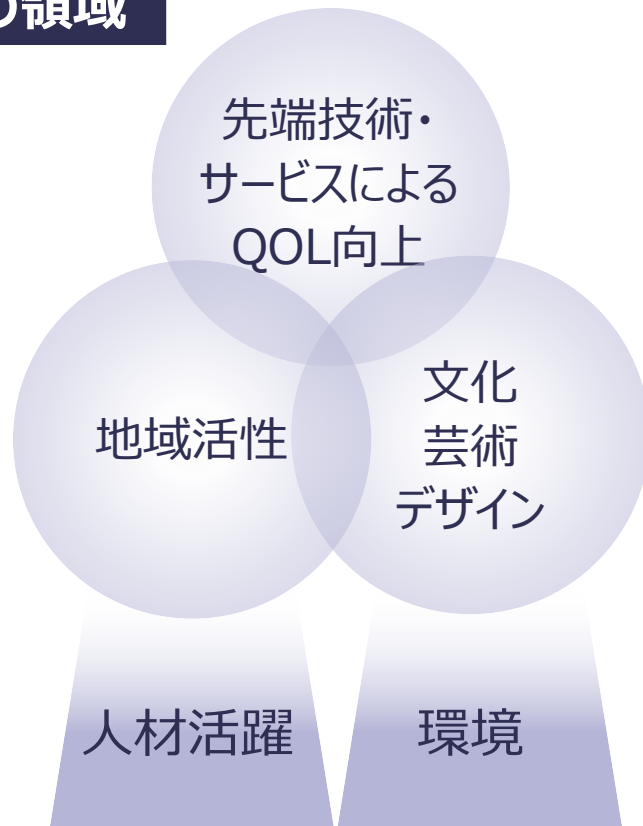 の領域
先端技術・
サービスによる
QOL向上
地域活性
文化
芸術
デザイン
人材活躍
環境